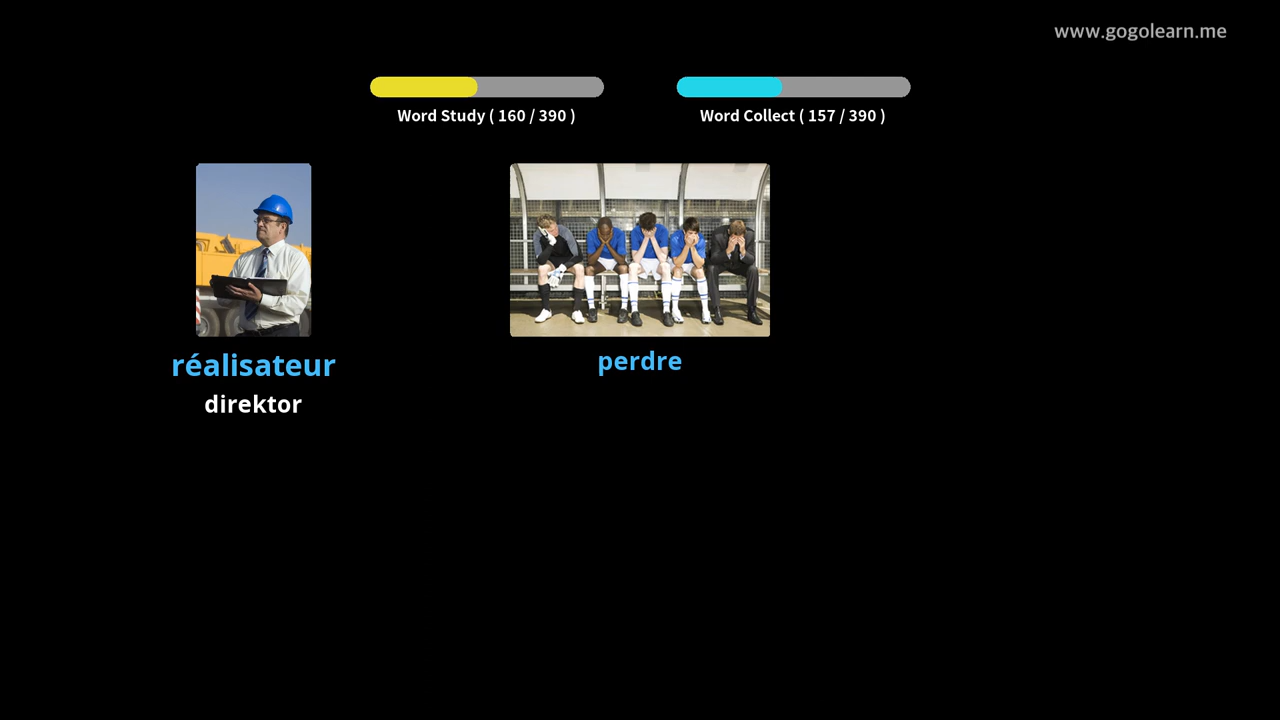 www.gogolearn.me
Word Study ( 160 / 390 )
Word Collect ( 157 / 390 )
réalisateur
direktor
perdre